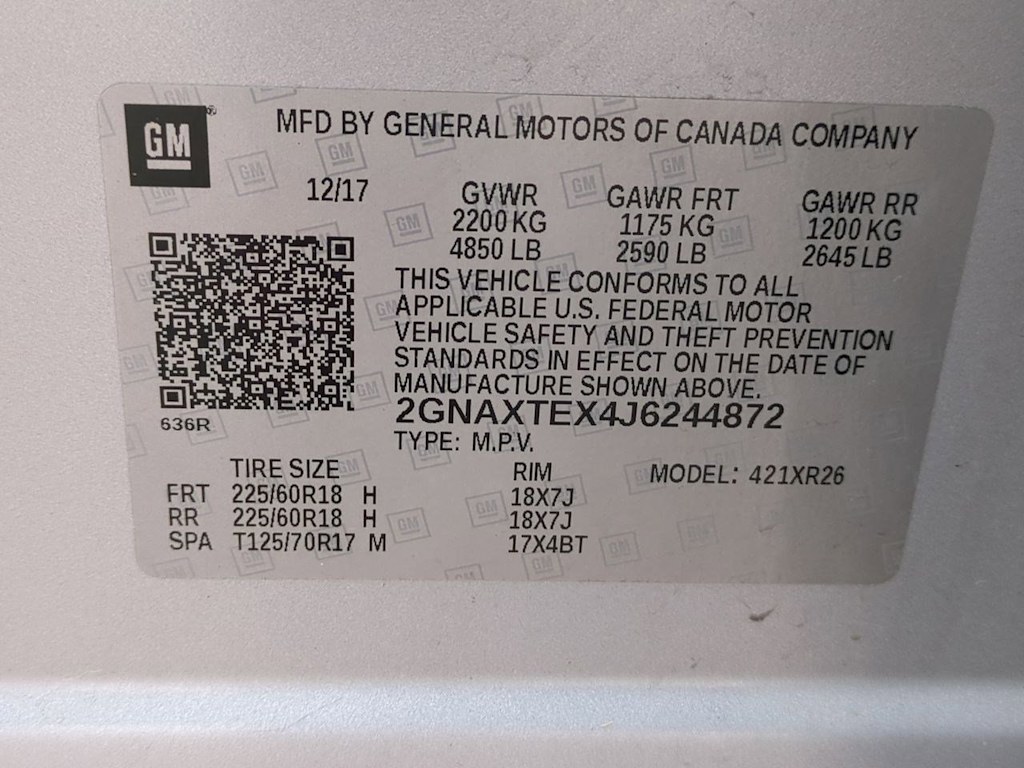 GM
MFD BY GENERAL MOTORS OF CANADA COMPANY
12/17 GVWR GAWR FRT GAWR RR
2200 KG 1175 KG 1200 KG
4850 LB 2590 LB 2645 LB
THIS VEHICLE CONFORMS TO ALL
APPLICABLE U.S. FEDERAL MOTOR
VEHICLE SAFETY AND THEFT PREVENTION
STANDARDS IN EFFECT ON THE DATE OF
MANUFACTURE SHOWN ABOVE.
2GNAXTEX4J6244872
636R
TYPE: M.P.V.
TIRE SIZE RIM MODEL: 421XR26
FRT 225/60R18 H 18X7J
RR 225/60R18 H 18X7J
SPA T125/70R17 M 17X4BT